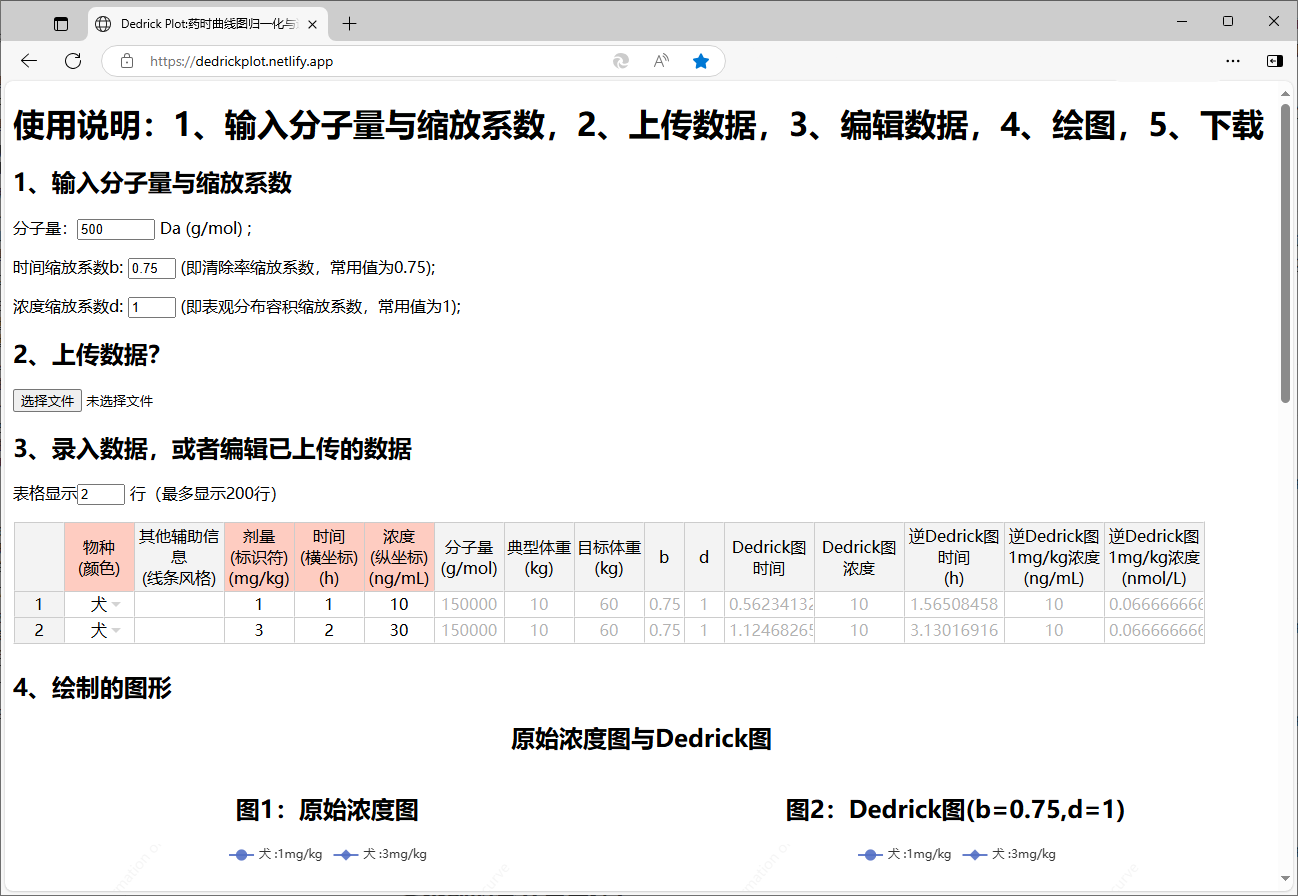 Dedrick Plot:药时曲线图归一化与
https://dedrickplot.netlify.app
使用说明：1、输入分子量与缩放系数，2、上传数据，3、编辑数据，4、绘图，5、下载
1、输入分子量与缩放系数
分子量： 500 Da (g/mol) ;
时间缩放系数b: 0.75 (即清除率缩放系数，常用值为0.75);
浓度缩放系数d: 1 (即表观分布容积缩放系数，常用值为1);
2、上传数据?
选择文件 未选择文件
3、录入数据，或者编辑已上传的数据
表格显示 2 行（最多显示200行）
物种
(颜色)
其他辅助信
息
(线条风格)
剂量
(标识符)
(mg/kg)
时间
(横坐标)
(h)
浓度
(纵坐标)
(ng/mL)
分子量
(g/mol)
典型体重
(kg)
目标体重
(kg)
b
d
Dedrick图
时间
Dedrick图
浓度
逆Dedrick图
时间
(h)
逆Dedrick图
1mg/kg浓度
(ng/mL)
逆Dedrick图
1mg/kg浓度
(nmol/L)
1 犬 1 1 10 150000 10 60 0.75 1 0.56234132 10 1.56508458 10 0.066666666
2 犬 3 2 30 150000 10 60 0.75 1 1.12468265 10 3.13016916 10 0.066666666
4、绘制的图形
原始浓度图与Dedrick图
图1：原始浓度图
图2：Dedrick图(b=0.75,d=1)
犬 :1mg/kg 犬 :3mg/kg
犬 :1mg/kg 犬 :3mg/kg